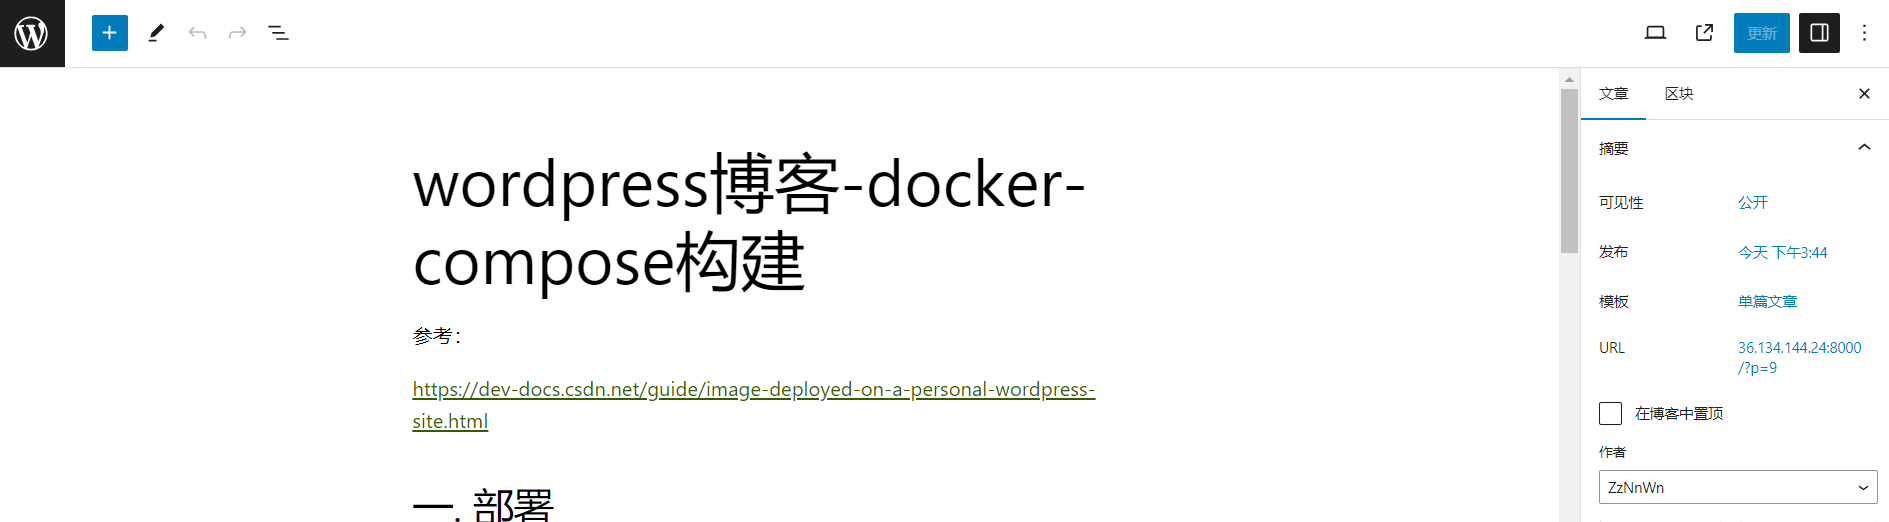 更新
文章 区块
wordpress博客-docker-
compose构建
参考：
https://dev-docs.csdn.net/guide/image-deployed-on-a-personal-wordpress-
site.html
一. 部署
摘要
可见性 公开
发布 今天 下午3:44
模板 单篇文章
URL 36.134.144.24:8000
/?p=9
在博客中置顶
作者
ZzNnWn